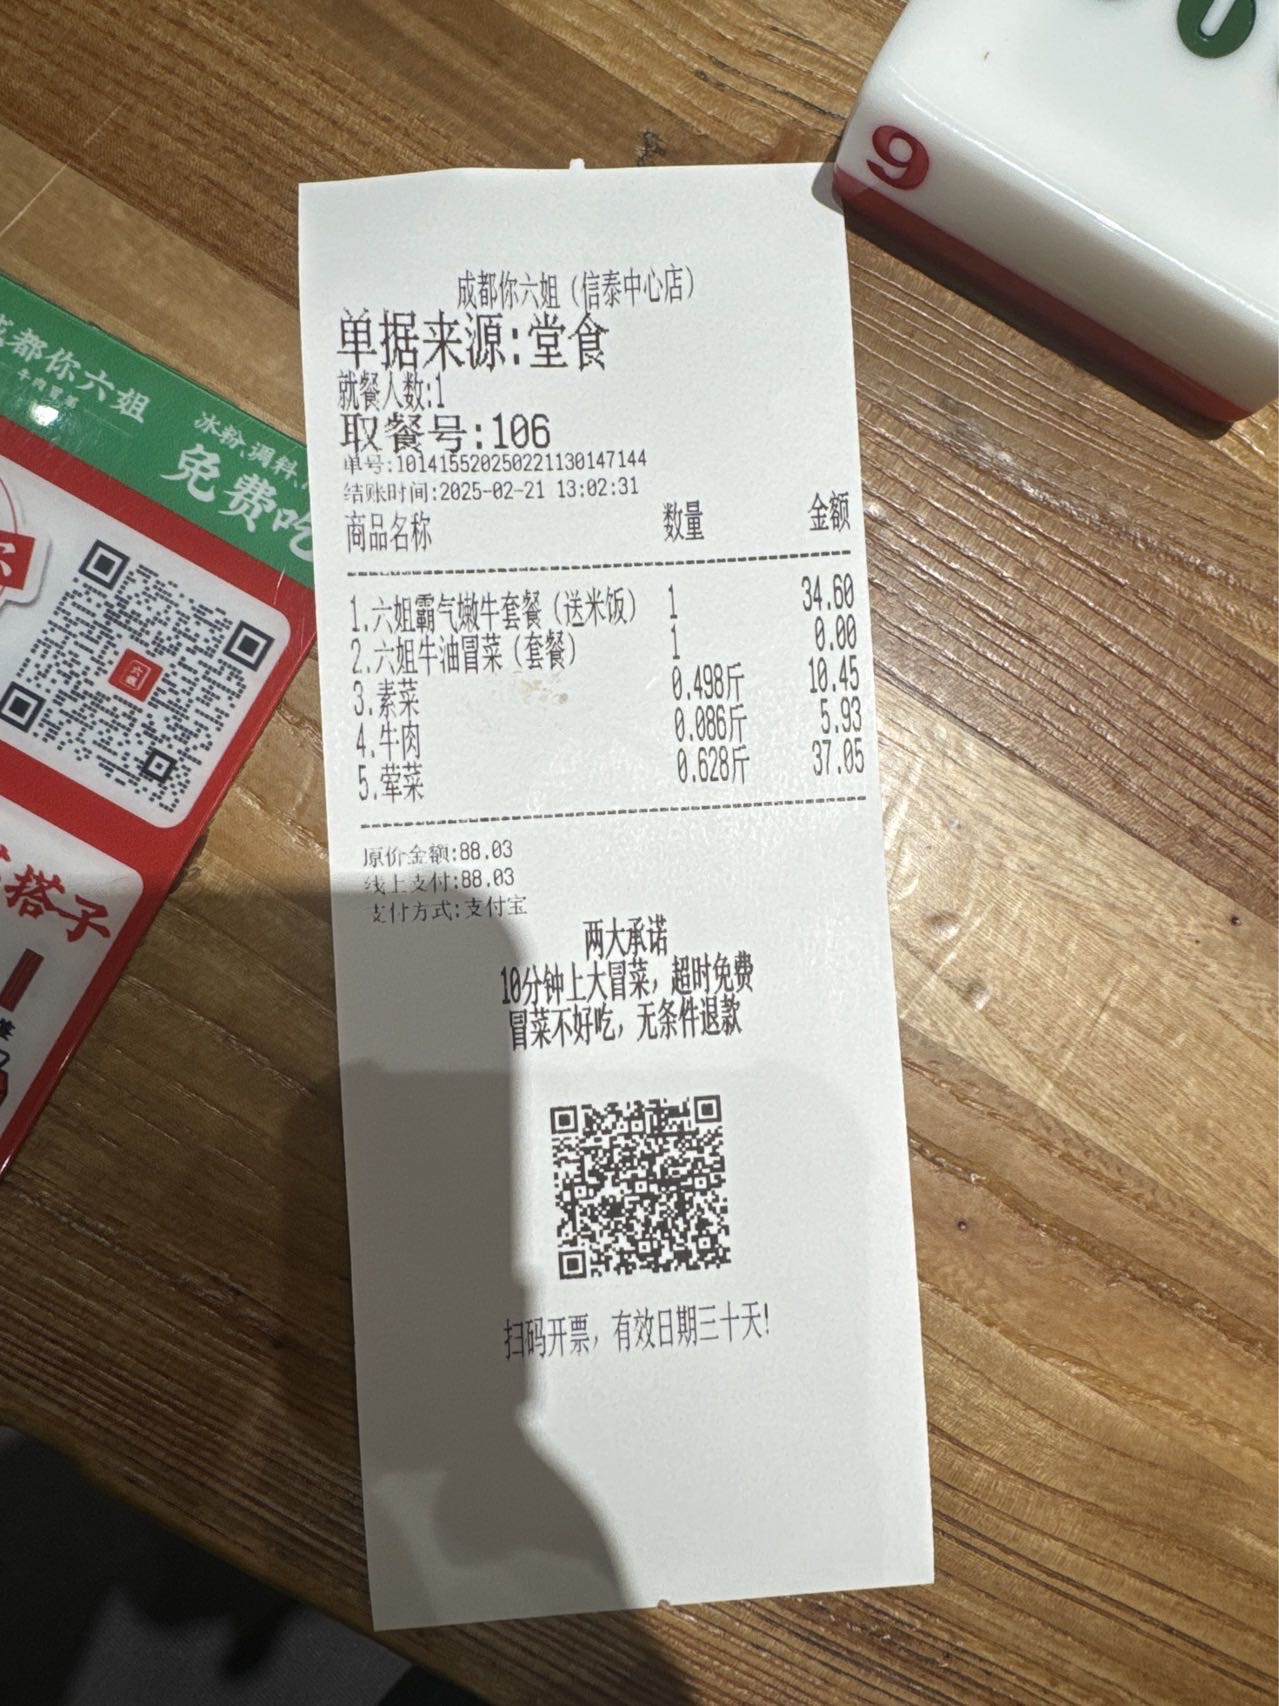 成都你六姐（信泰中心店）
单据来源:堂食
就餐人数:1
取餐号:106
单号:101415520250221130147144
结账时间:2025-02-21 13:02:31
商品名称 数量 金额
1.六姐霸气嫩牛套餐（送米饭） 1 34.60
2.六姐牛油冒菜（套餐） 1 0.00
3.素菜 0.498斤 10.45
4.牛肉 0.086斤 5.93
5.荤菜 0.628斤 37.05
原价金额:88.03
线上支付:88.03
支付方式:支付宝
两大承诺
10分钟上大冒菜，超时免费
冒菜不好吃，无条件退款
扫码开票，有效日期三十天!
都你六姐
牛肉冒菜
冰粉,调料,
免费吃
六姐
搭子
9